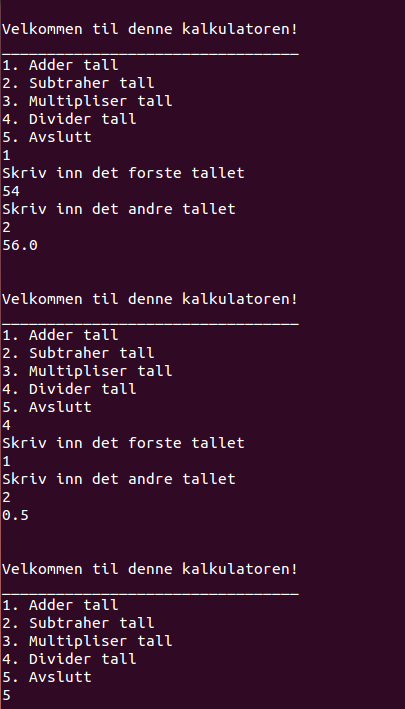 Velkommen til denne kalkulatoren!
_________________________________
1. Adder tall
2. Subtraher tall
3. Multipliser tall
4. Divider tall
5. Avslutt
1
Skriv inn det forste tallet
54
Skriv inn det andre tallet
2
56.0
Velkommen til denne kalkulatoren!
_________________________________
1. Adder tall
2. Subtraher tall
3. Multipliser tall
4. Divider tall
5. Avslutt
4
Skriv inn det forste tallet
1
Skriv inn det andre tallet
2
0.5
Velkommen til denne kalkulatoren!
_________________________________
1. Adder tall
2. Subtraher tall
3. Multipliser tall
4. Divider tall
5. Avslutt
5